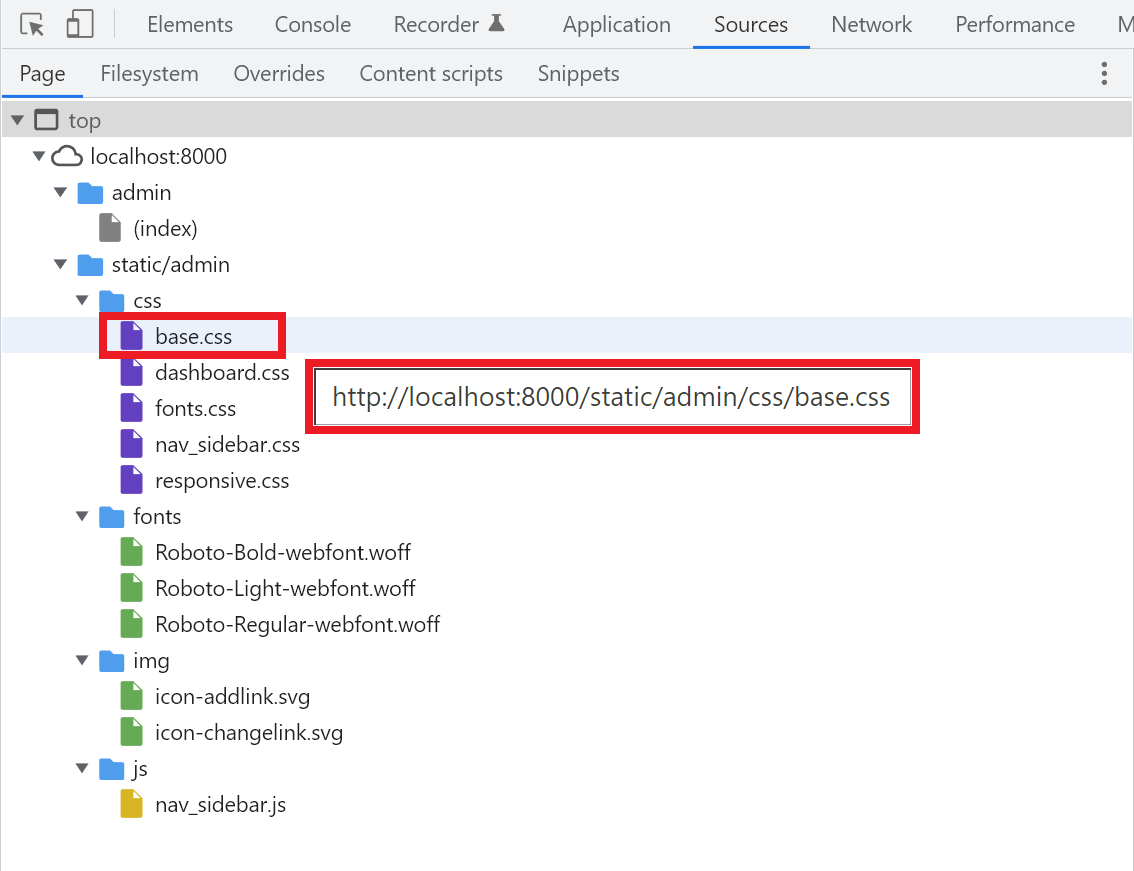 Elements Console Recorder Application Sources Network Performance M
Page Filesystem Overrides Content scripts Snippets
top
localhost:8000
admin
(index)
static/admin
css
base.css
dashboard.css
http://localhost:8000/static/admin/css/base.css
fonts.css
nav_sidebar.css
responsive.css
fonts
Roboto-Bold-webfont.woff
Roboto-Light-webfont.woff
Roboto-Regular-webfont.woff
img
icon-addlink.svg
icon-changelink.svg
js
nav_sidebar.js